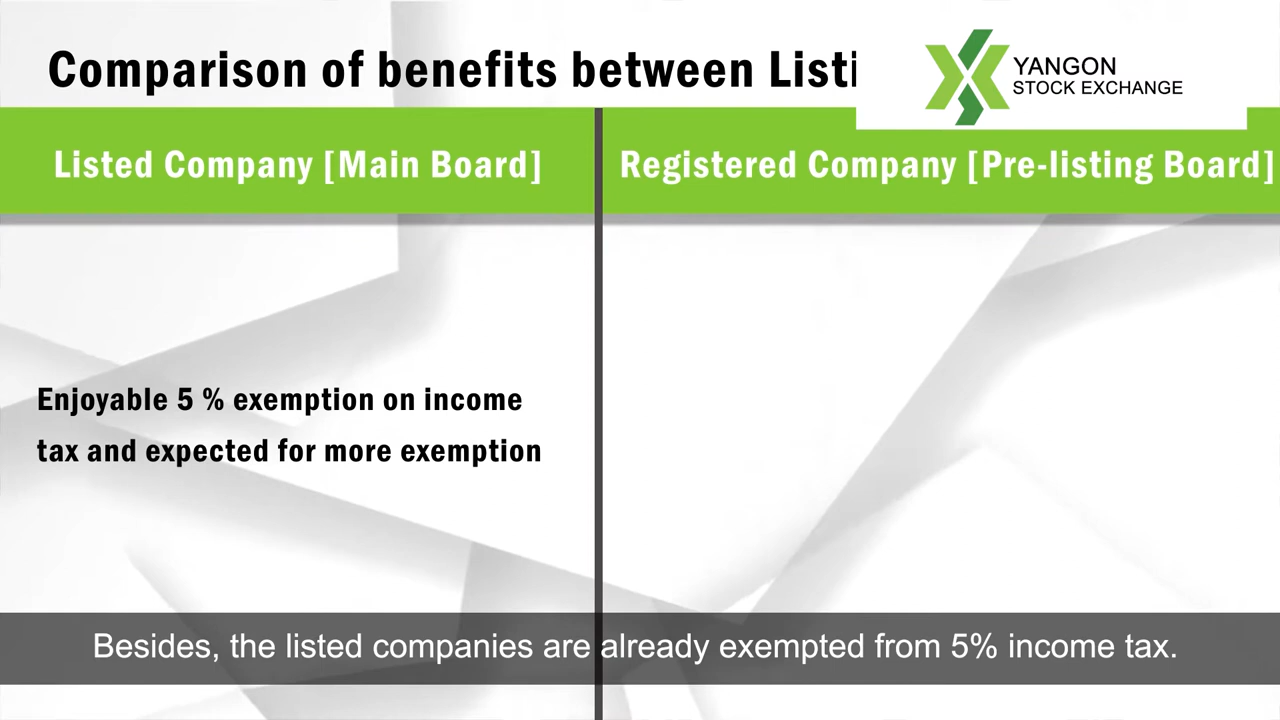 Comparison of benefits between Listi
YANGON
STOCK EXCHANGE
Listed Company [Main Board]
Registered Company [Pre-listing Board]
Enjoyable 5 % exemption on income
tax and expected for more exemption
Besides, the listed companies are already exempted from 5% income tax.